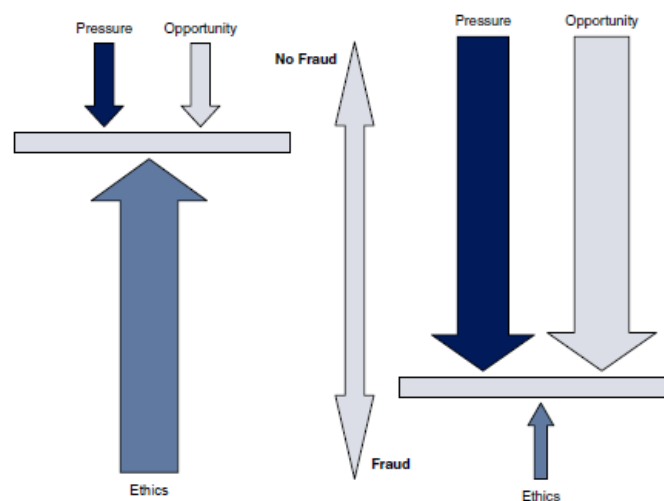 Pressure
Opportunity
No Fraud
Pressure
Opportunity
Ethics
Fraud
Ethics